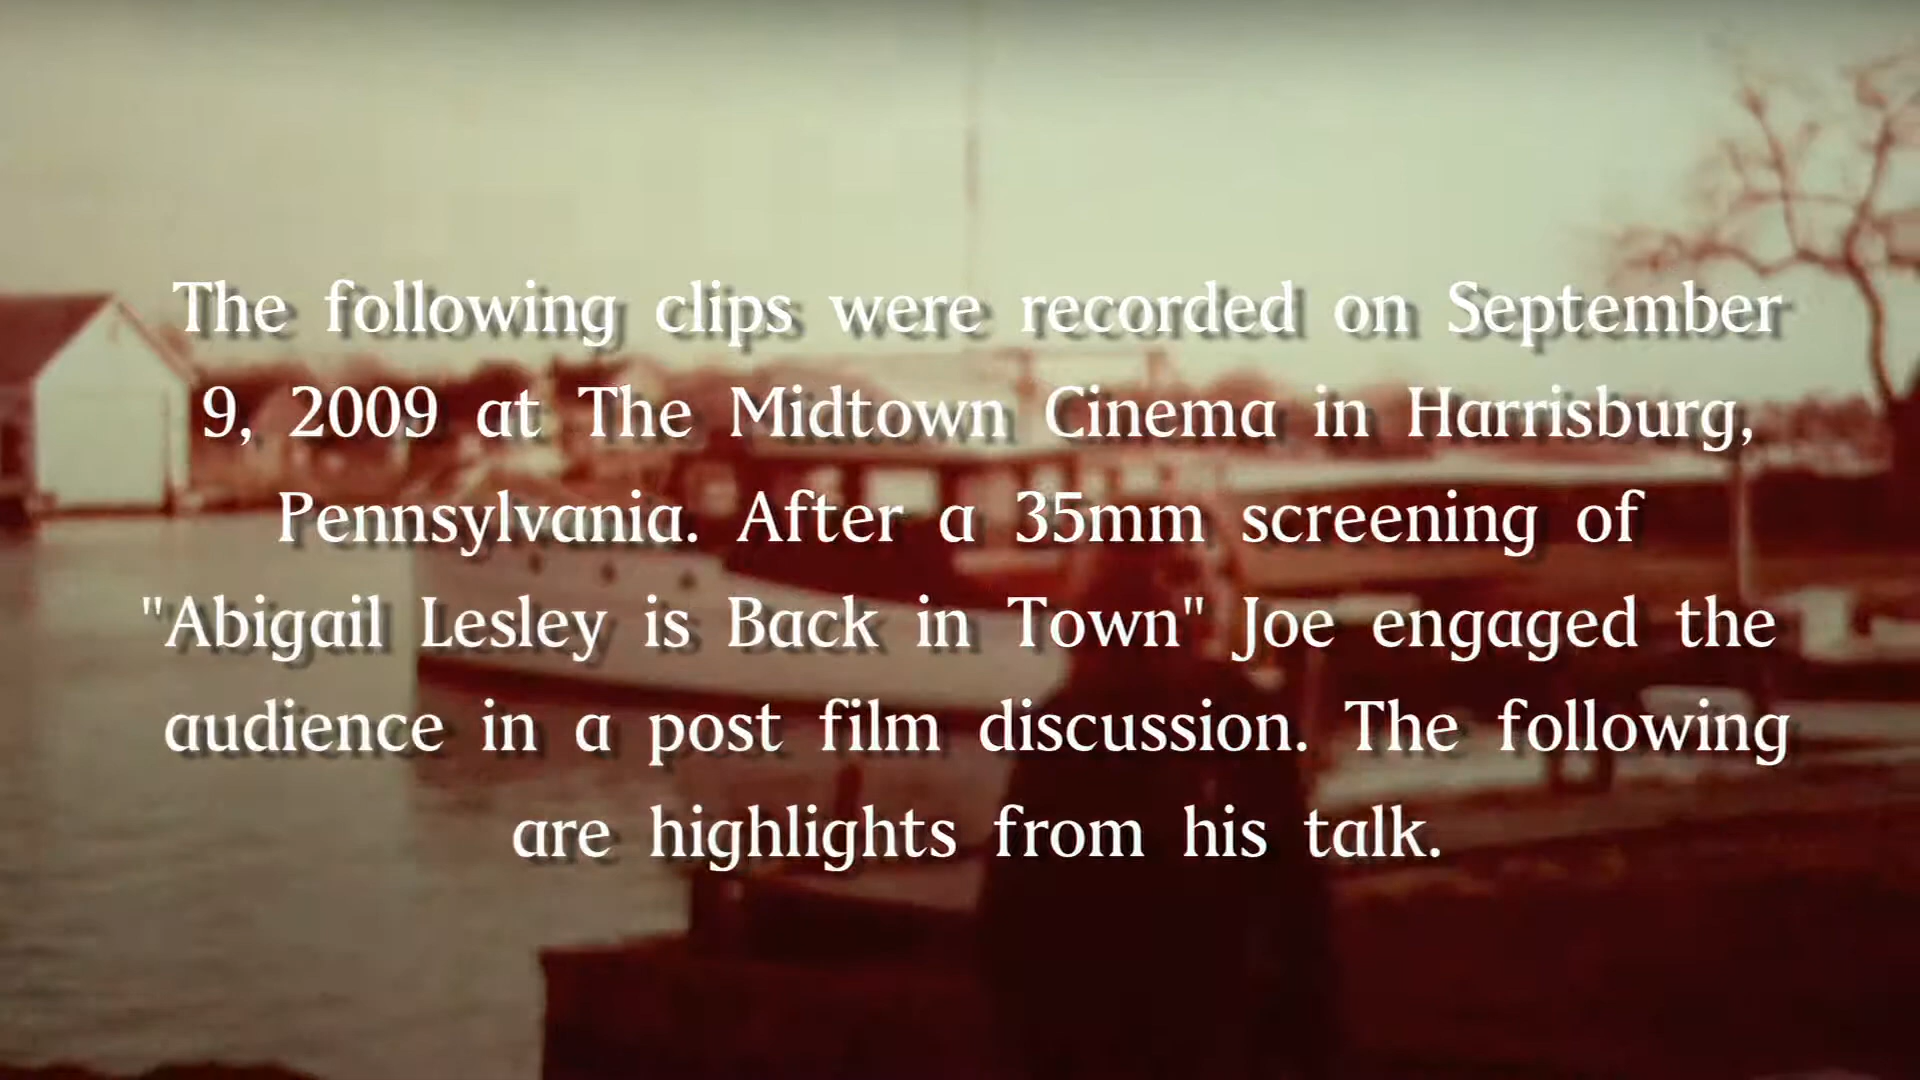 The following clips were recorded on September
9, 2009 at The Midtown Cinema in Harrisburg,
Pennsylvania. After a 35mm screening of
"Abigail Lesley is Back in Town" Joe engaged the
audience in a post film discussion. The following
are highlights from his talk.